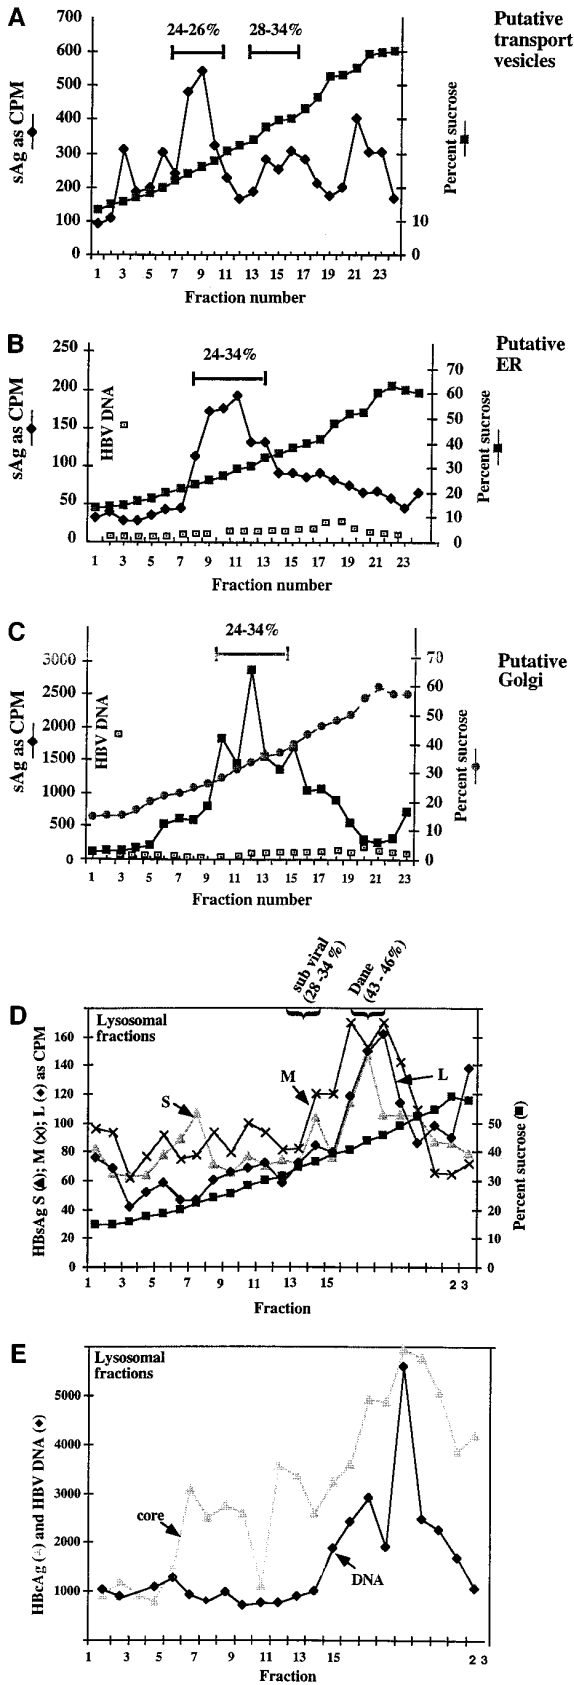 A
24-26%
28-34%
Putative
transport
vesicles
sAg as CPM
700
600
500
400
300
200
100
0
Percent sucrose
10
0
1 3 5 7 9 11 13 15 17 19 21 23
Fraction number
B
24-34%
Putative
ER
sAg as CPM
250
200
150
100
50
0
HBV DNA
Percent sucrose
70
60
50
40
30
20
10
0
1 3 5 7 9 11 13 15 17 19 21 23
Fraction number
C
24-34%
Putative
Golgi
sAg as CPM
3000
2500
2000
1500
1000
500
0
HBV DNA
Percent sucrose
70
60
50
40
30
20
10
0
1 3 5 7 9 11 13 15 17 19 21 23
Fraction number
sub viral
(28 -34 %)
Dane
(43 - 46%)
D
Lysosomal
fractions
HBsAg S (▲); M (×); L (♦) as CPM
160
140
120
100
80
60
40
20
0
S
M
L
Percent sucrose (■)
50
40
30
20
10
0
1 3 5 7 9 11 13 15 2 3
Fraction
E
Lysosomal
fractions
HBcAg (▵) and HBV DNA (♦)
5000
4000
3000
2000
1000
core
DNA
1 3 5 7 9 11 13 15 2 3
Fraction